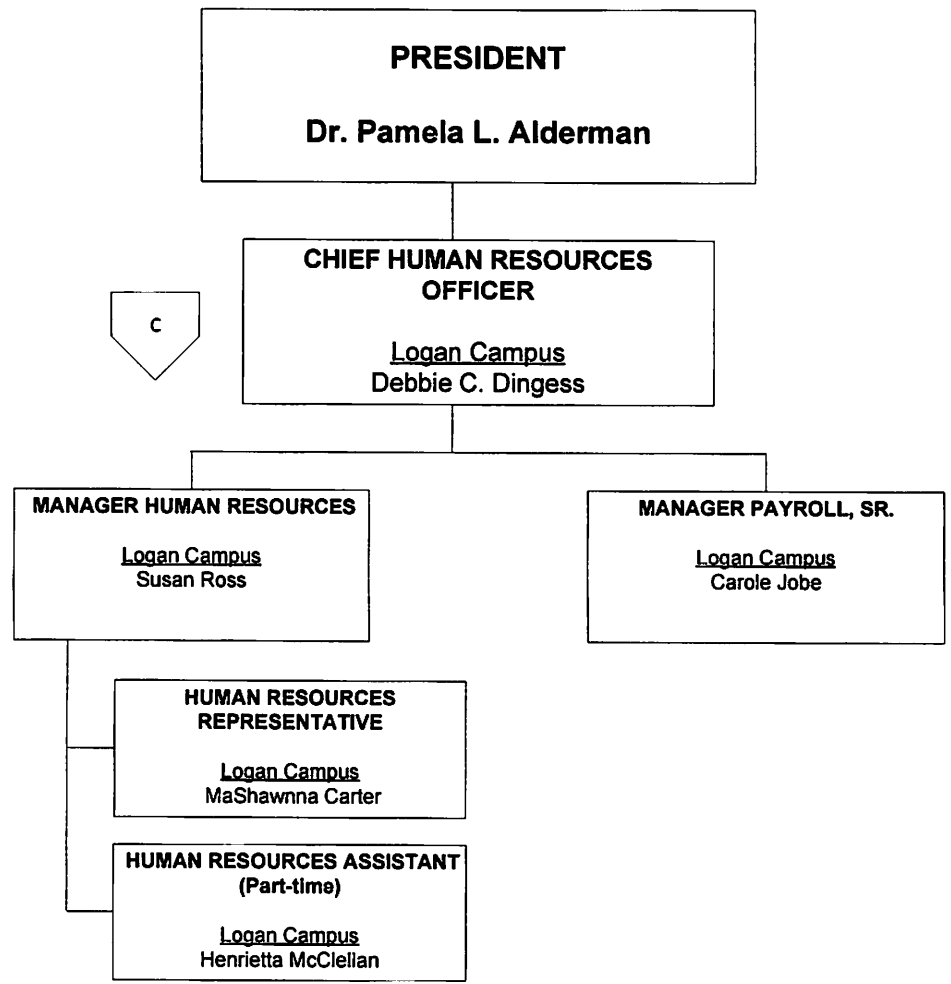 PRESIDENT
Dr. Pamela L. Alderman
CHIEF HUMAN RESOURCES
OFFICER
Logan Campus
Debbie C. Dingess
C
MANAGER HUMAN RESOURCES
Logan Campus
Susan Ross
MANAGER PAYROLL, SR.
Logan Campus
Carole Jobe
HUMAN RESOURCES
REPRESENTATIVE
Logan Campus
MaShawnna Carter
HUMAN RESOURCES ASSISTANT
(Part-time)
Logan Campus
Henrietta McClellan